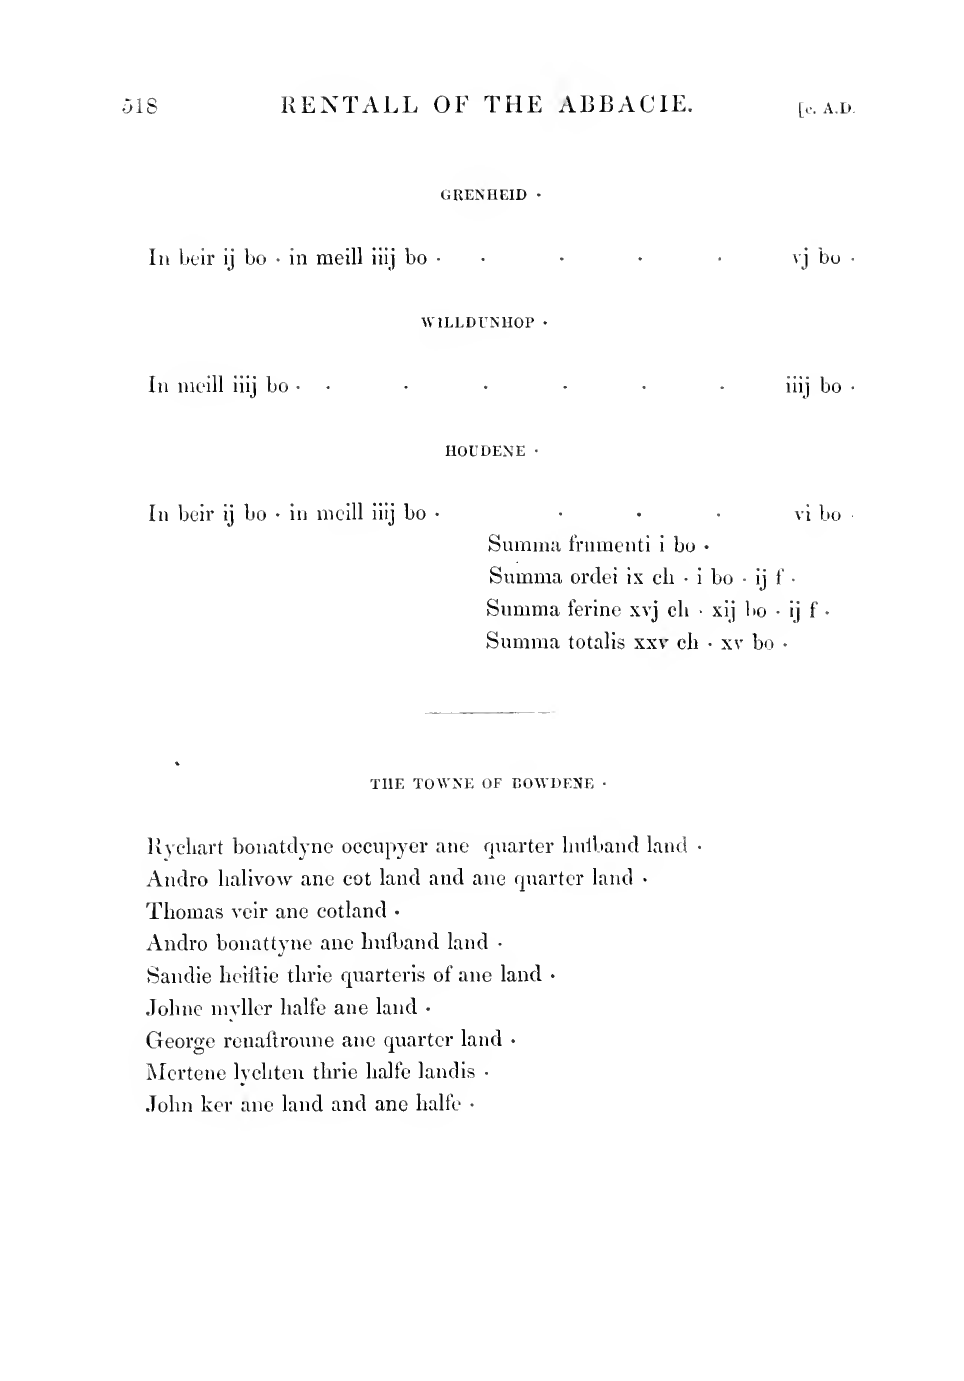 518 RENTALL OF THE ABBACIE. [c. A.D.
GRENHEID ·
In beir ij bo · in meill iiij bo · · · · · vj bo ·
WILLDUNHOP ·
In meill iiij bo · · · · · · · iiij bo ·
HOUDENE ·
In beir ij bo · in meill iiij bo · · · · vi bo ·
Summa frumenti i bo ·
Summa ordei ix ch · i bo · ij f ·
Summa ferine xvj ch · xij bo · ij f ·
Summa totalis xxv ch · xv bo ·
THE TOWNE OF BOWDENE ·
Rychart bonatdyne occupyer ane quarter huſband land ·
Andro halivow ane cot land and ane quarter land ·
Thomas veir ane cotland ·
Andro bonattyne ane huſband land ·
Sandie heiſtie thrie quarteris of ane land ·
Johne myller halfe ane land ·
George renaſtroune ane quarter land ·
Mertene lychten thrie halfe landis ·
John ker ane land and ane halfe ·